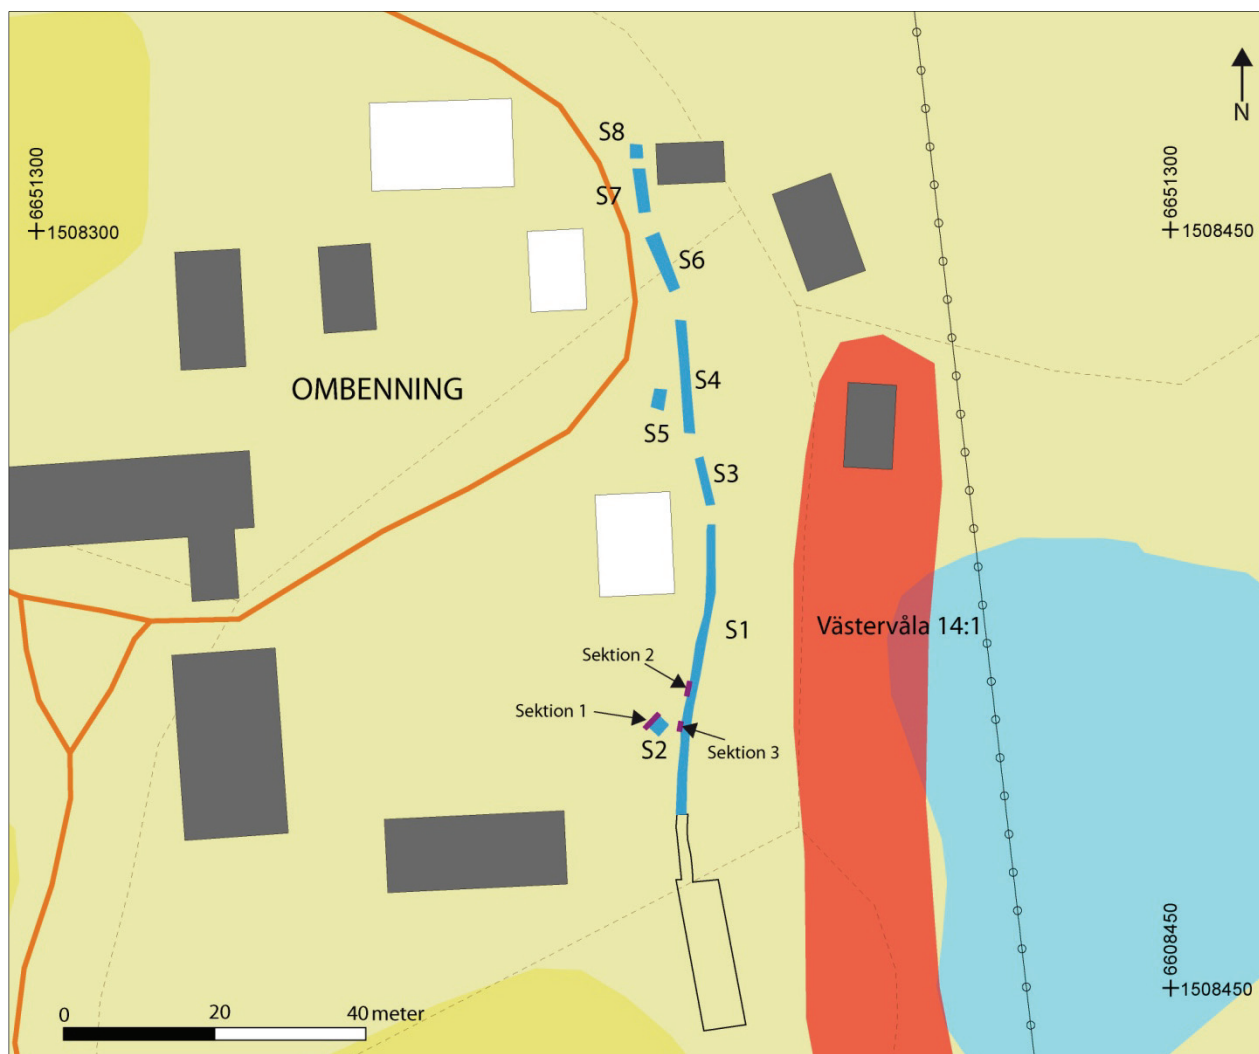 N
S8
6651300
1508300
S7
6651300
1508450
S6
OMBENNING
S4
S5
S3
Västervåla 14:1
S1
Sektion 2
Sektion 1
S2
Sektion 3
6608450
1508450
0 20 40 meter